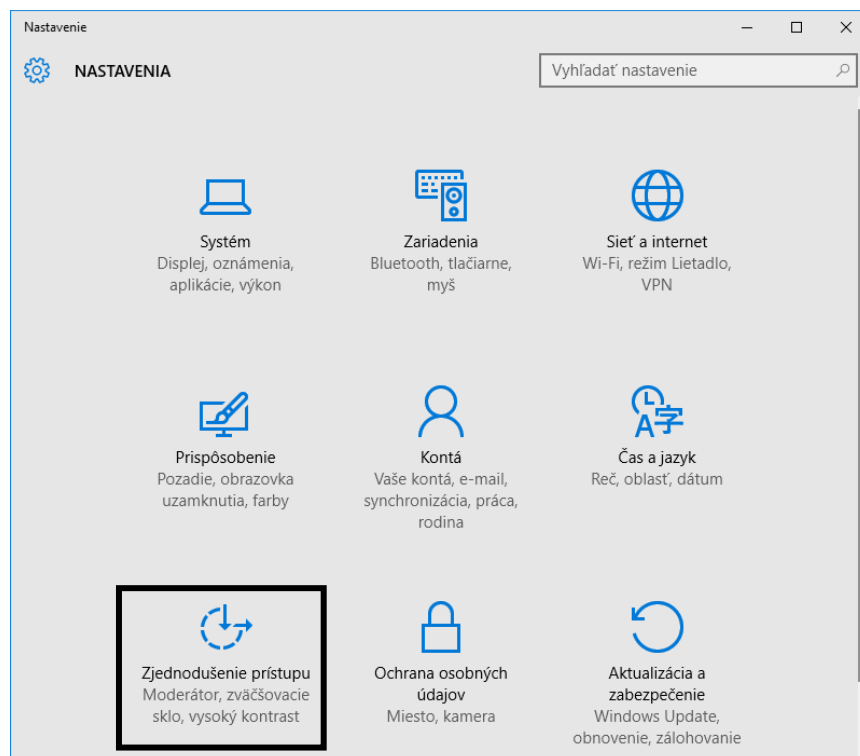 Nastavenie
NASTAVENIA
Vyhľadať nastavenie
Systém
Displej, oznámenia,
aplikácie, výkon
Zariadenia
Bluetooth, tlačiarne,
myš
Sieť a internet
Wi-Fi, režim Lietadlo,
VPN
Prispôsobenie
Pozadie, obrazovka
uzamknutia, farby
Kontá
Vaše kontá, e-mail,
synchronizácia, práca,
rodina
Čas a jazyk
Reč, oblasť, dátum
Zjednodušenie prístupu
Moderátor, zväčšovacie
sklo, vysoký kontrast
Ochrana osobných
údajov
Miesto, kamera
Aktualizácia a
zabezpečenie
Windows Update,
obnovenie, zálohovanie